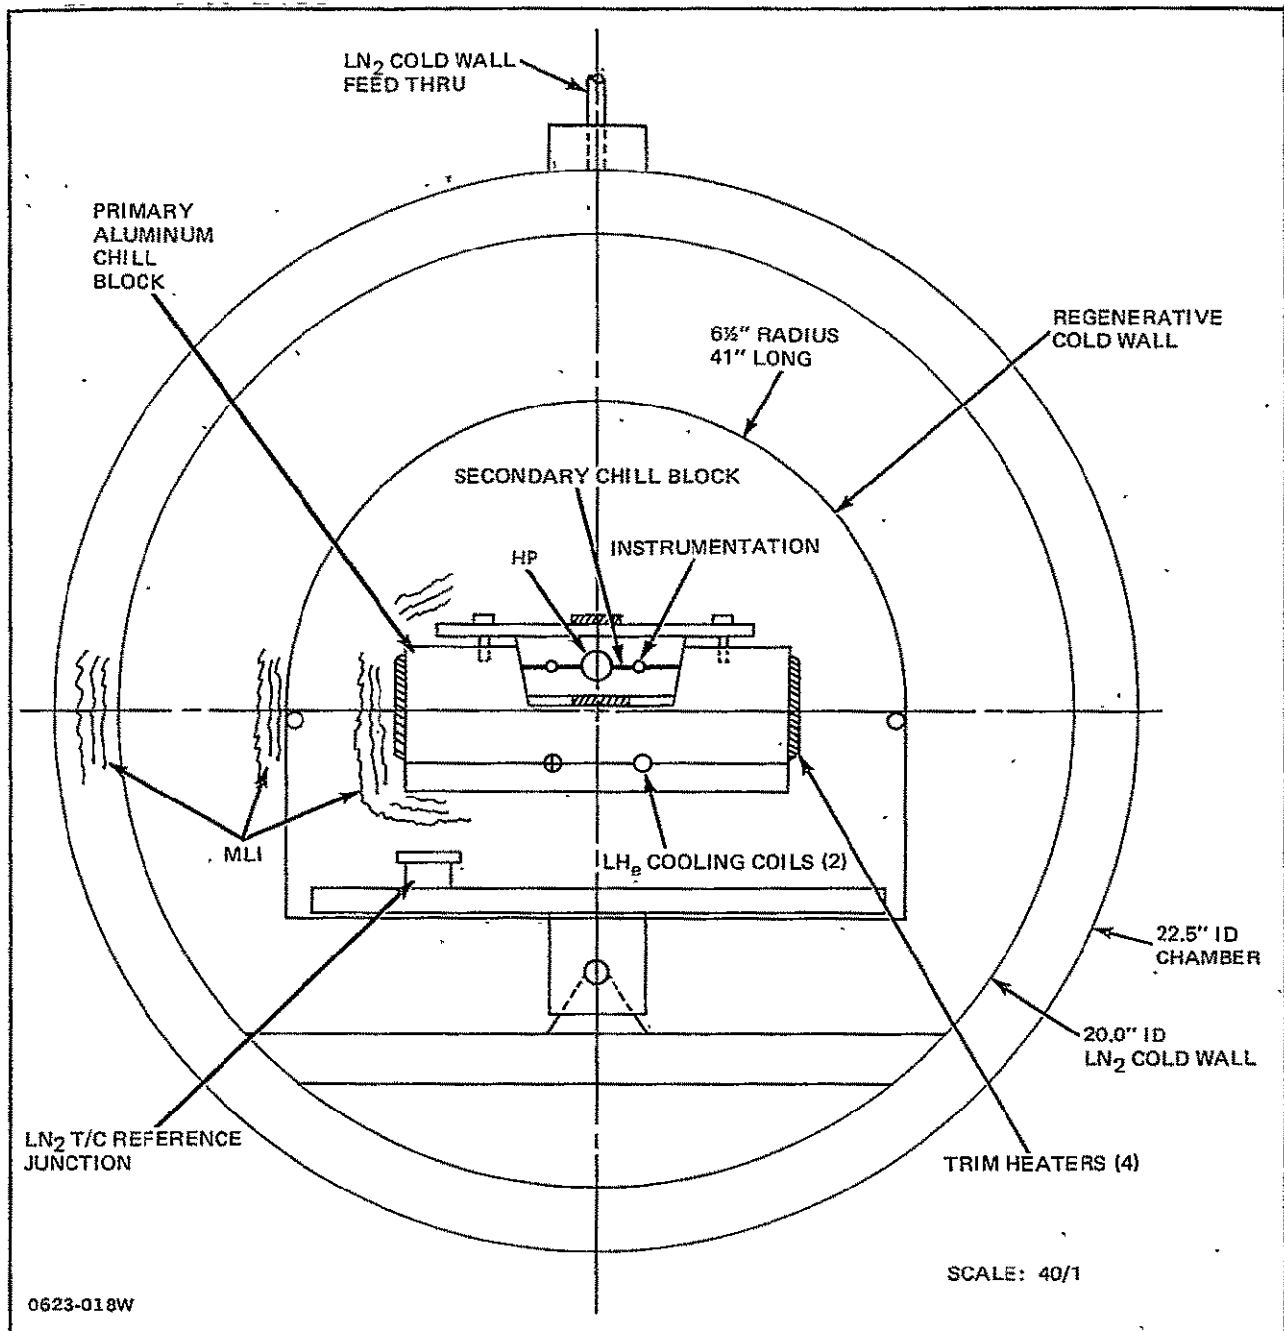 LN₂ COLD WALL
FEED THRU
PRIMARY
ALUMINUM
CHILL
BLOCK
6½" RADIUS
41" LONG
REGENERATIVE
COLD WALL
SECONDARY CHILL BLOCK
HP
INSTRUMENTATION
MLI
LHₑ COOLING COILS (2)
22.5" ID
CHAMBER
20.0" ID
LN₂ COLD WALL
LN₂ T/C REFERENCE
JUNCTION
TRIM HEATERS (4)
SCALE: 40/1
0623-018W